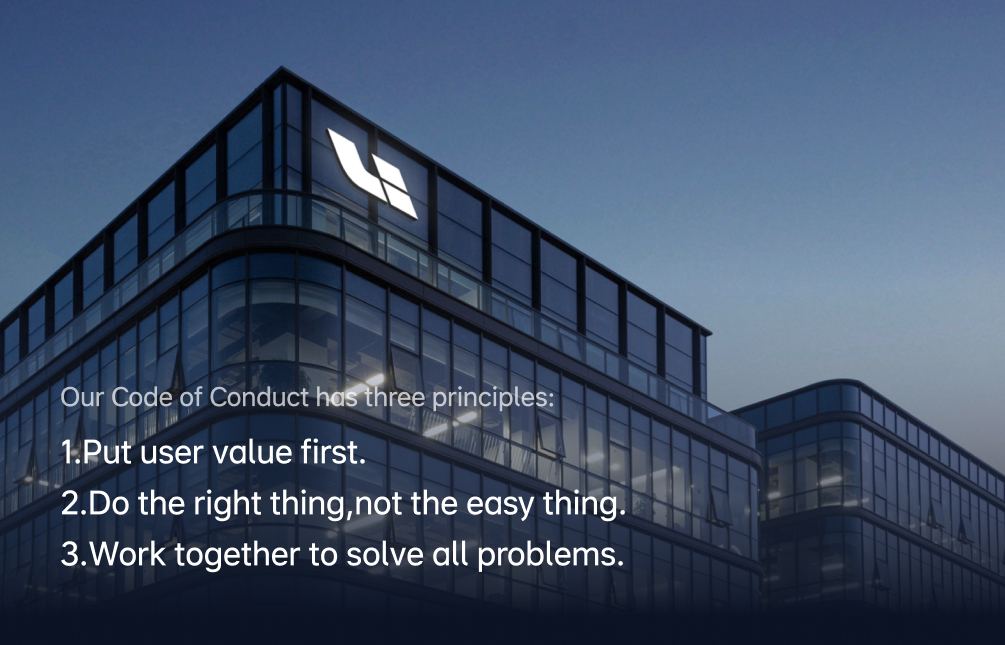 Our Code of Conduct has three principles:
1.Put user value first.
2.Do the right thing,not the easy thing.
3.Work together to solve all problems.